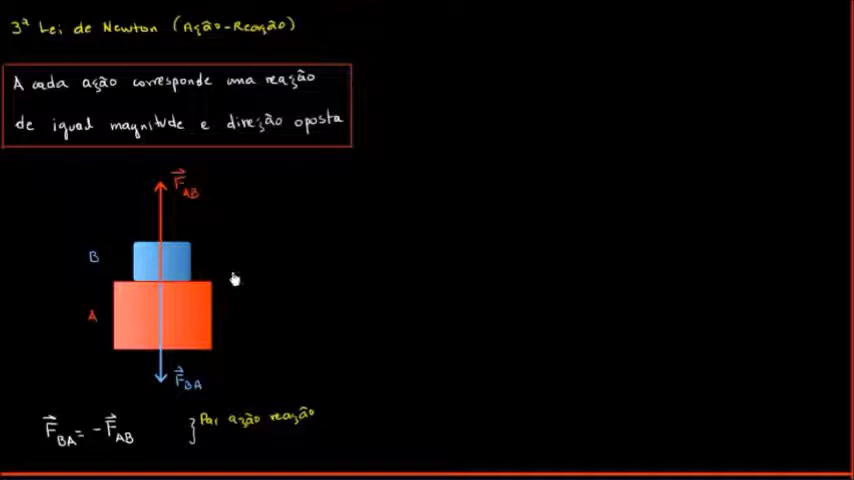 3ª Lei de Newton (Ação-Reação)
A cada ação corresponde uma reação
de igual magnitude e direção oposta
F⃗AB
B
A
F⃗BA
F⃗BA = -F⃗AB } Par ação reação